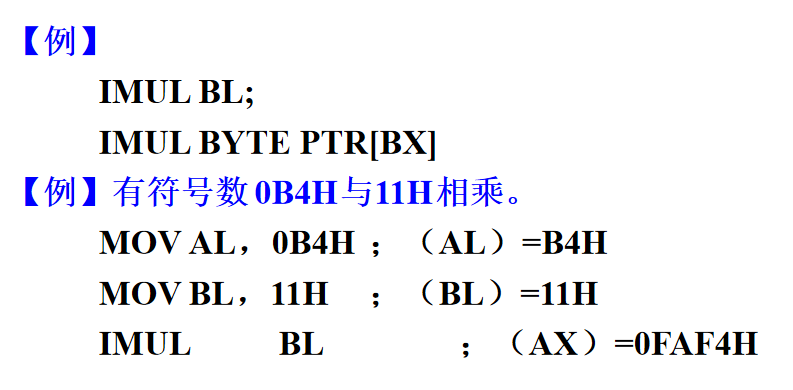 【例】
IMUL BL;
IMUL BYTE PTR[BX]
【例】有符号数0B4H与11H相乘。
MOV AL，0B4H ；（AL）=B4H
MOV BL，11H ；（BL）=11H
IMUL BL ；（AX）=0FAF4H